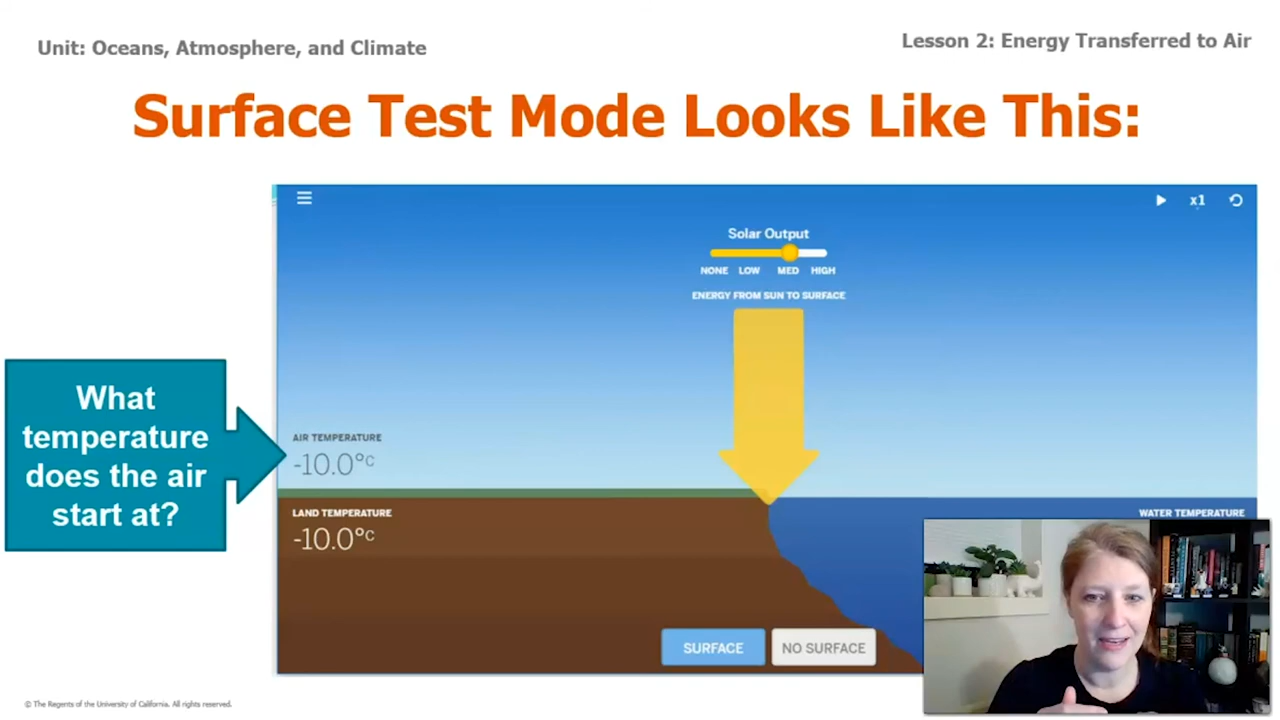 Unit: Oceans, Atmosphere, and Climate
Lesson 2: Energy Transferred to Air
Surface Test Mode Looks Like This:
x1
Solar Output
NONE LOW MED HIGH
ENERGY FROM SUN TO SURFACE
What
temperature
does the air
start at?
AIR TEMPERATURE
-10.0°C
LAND TEMPERATURE
-10.0°C
WATER TEMPERATURE
SURFACE
NO SURFACE
© The Regents of the University of California. All rights reserved.